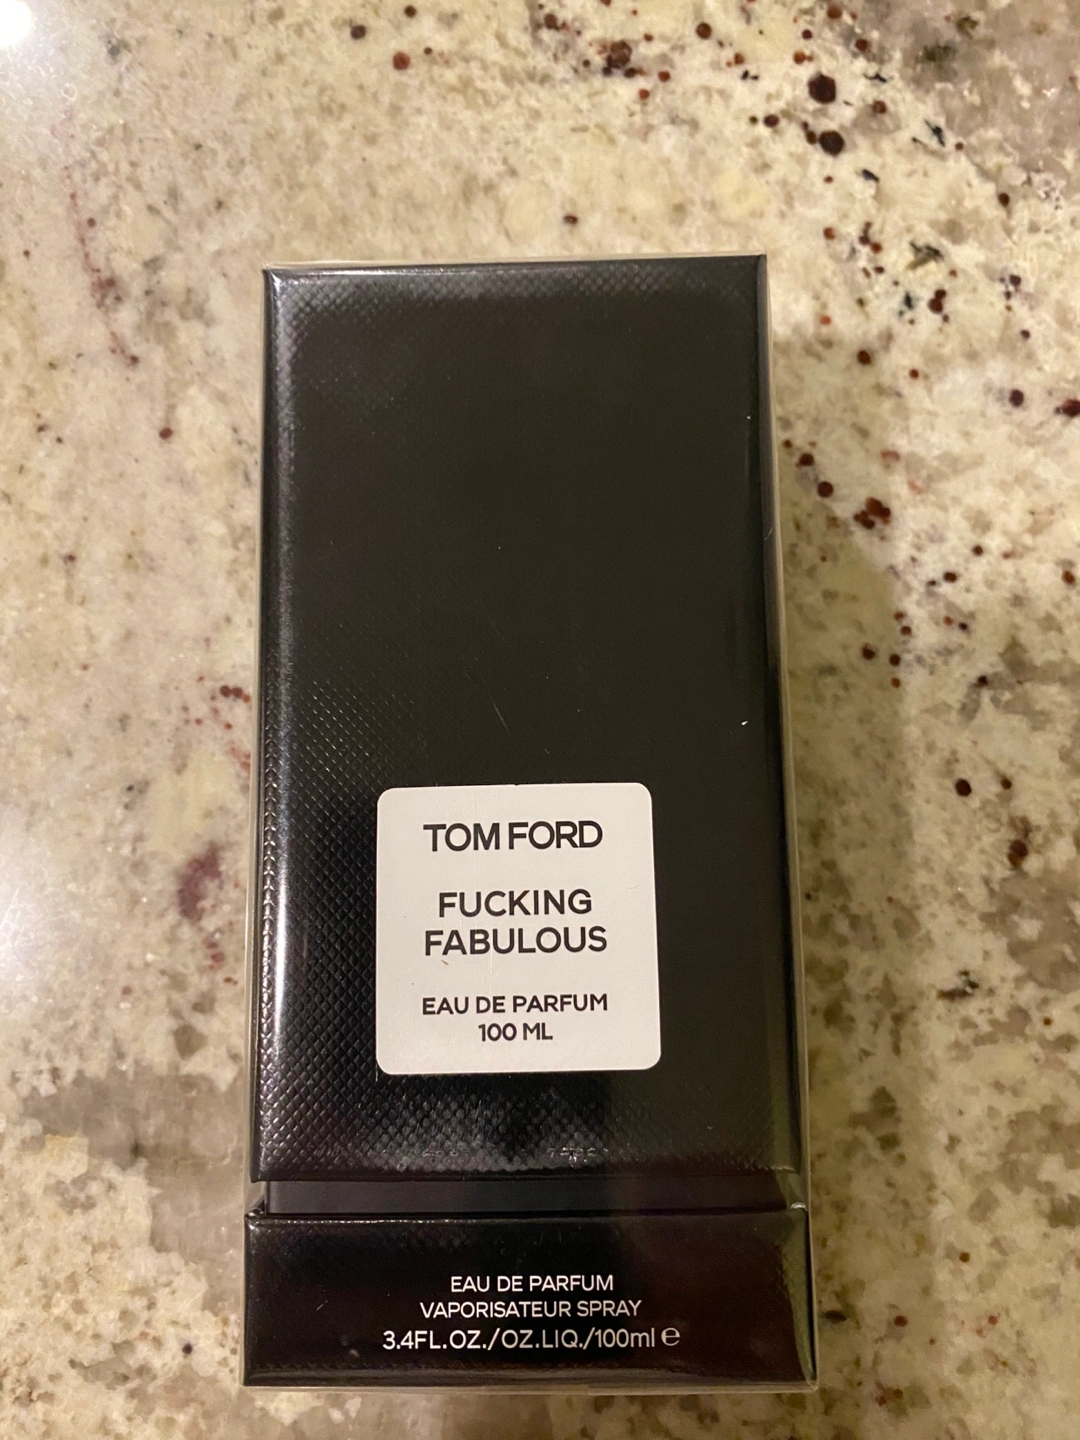 TOM FORD
FUCKING
FABULOUS
EAU DE PARFUM
100 ML
EAU DE PARFUM
VAPORISATEUR SPRAY
3.4FL.OZ./OZ.LIQ./100ml ℮